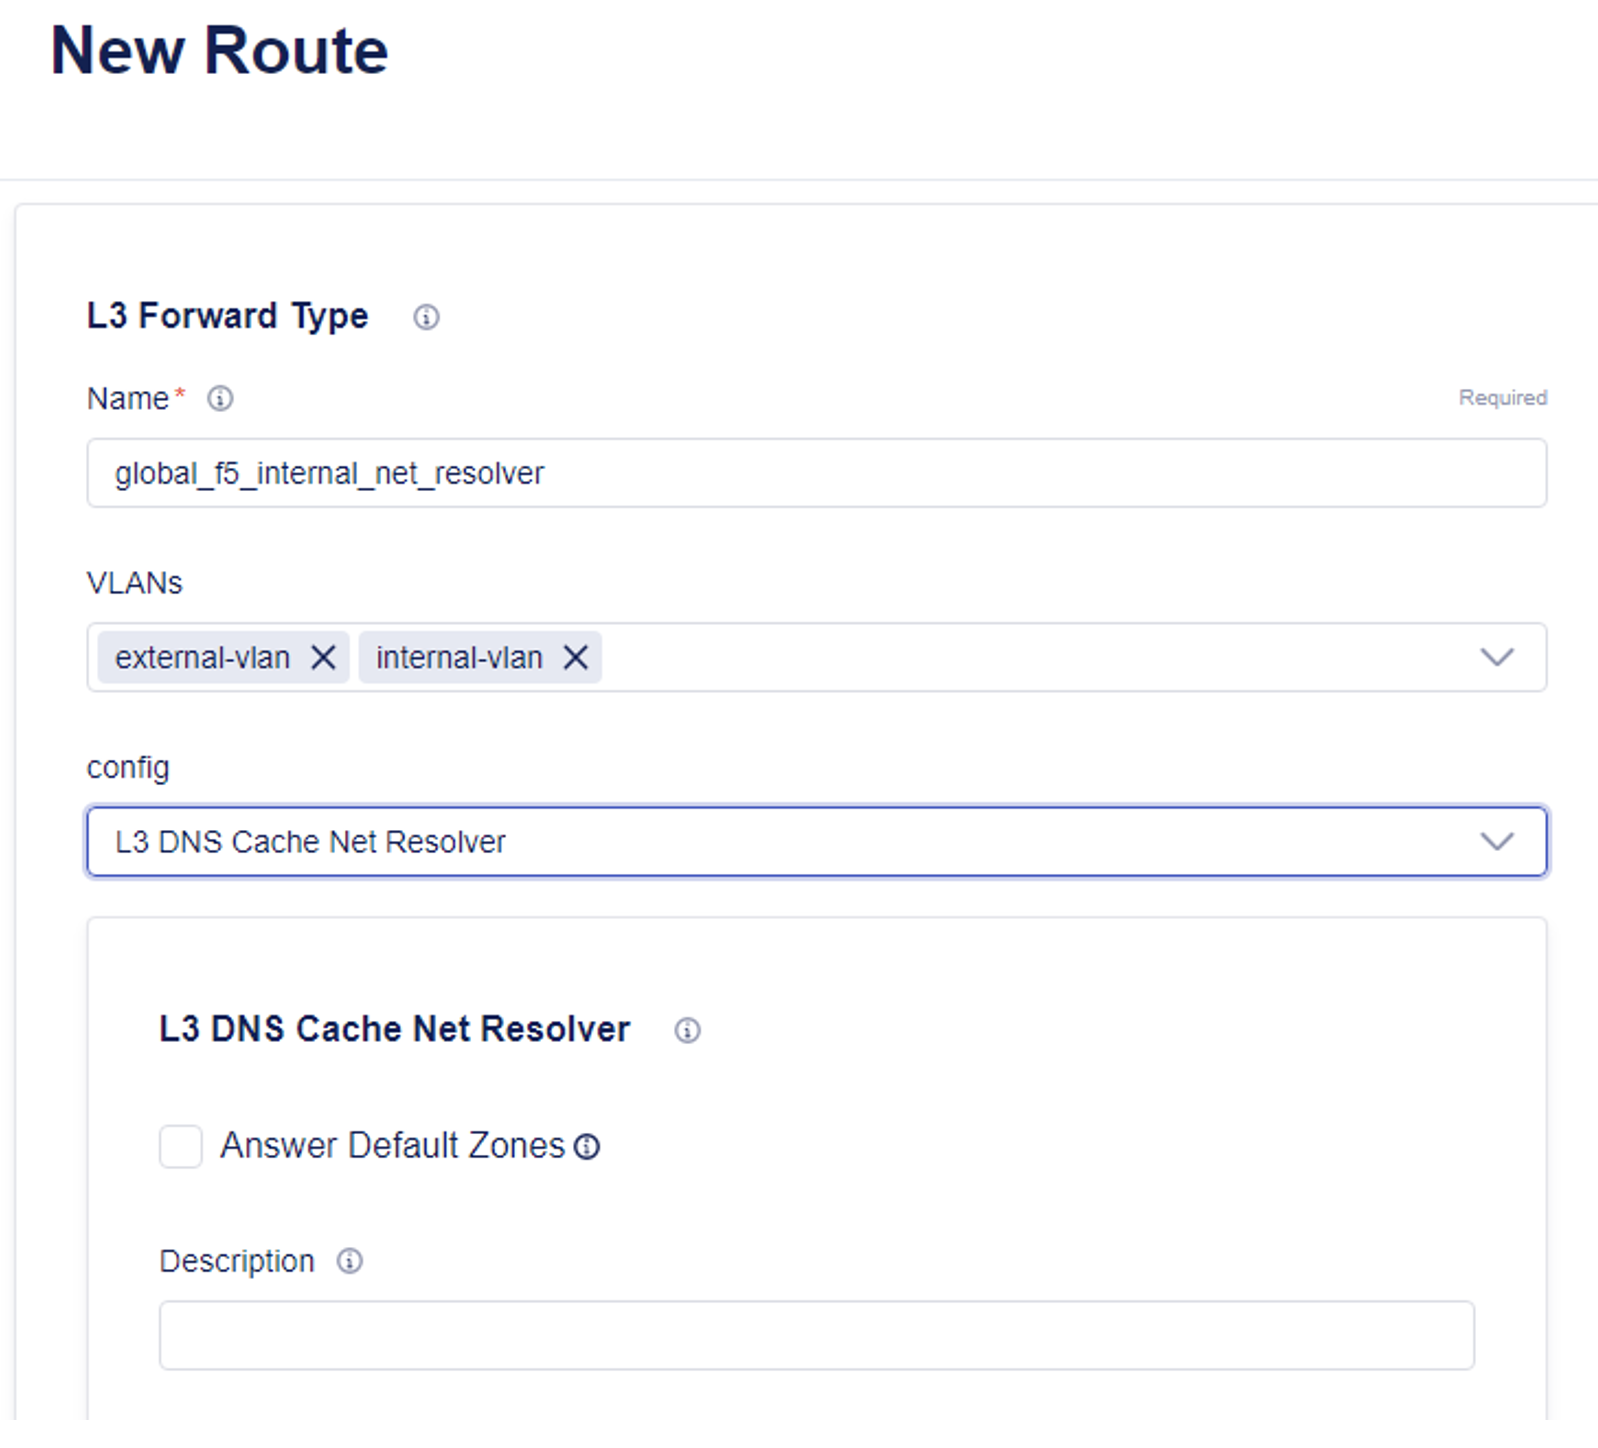 New Route
L3 Forward Type
Name* Required
global_f5_internal_net_resolver
VLANs
external-vlan internal-vlan
config
L3 DNS Cache Net Resolver
L3 DNS Cache Net Resolver
Answer Default Zones
Description